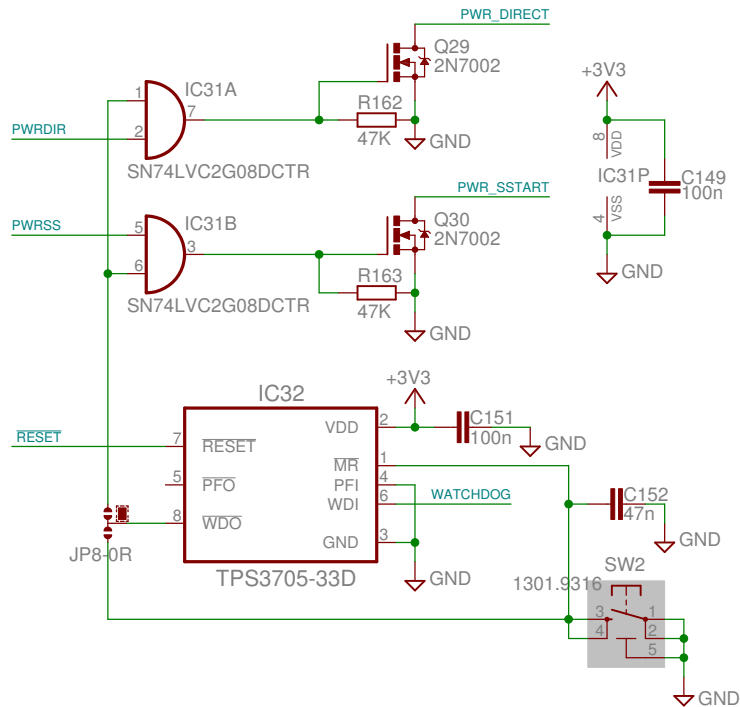 PWR_DIRECT
Q29
2N7002
+3V3
IC31A
1
7
2
PWRDIR
R162
47K
GND
SN74LVC2G08DCTR
8
VDD
IC31P
C149
100n
4
VSS
GND
PWR_SSTART
Q30
2N7002
IC31B
PWRSS
5
3
6
R163
47K
GND
SN74LVC2G08DCTR
IC32
+3V3
VDD
2
C151
100n
GND
RESET
7
RESET
MR
1
5
PFO
PFI
4
WDI
6
WATCHDOG
8
WDO
GND
3
C152
47n
GND
JP8-0R
TPS3705-33D
GND
SW2
1301.9316
3
1
4
2
5
GND